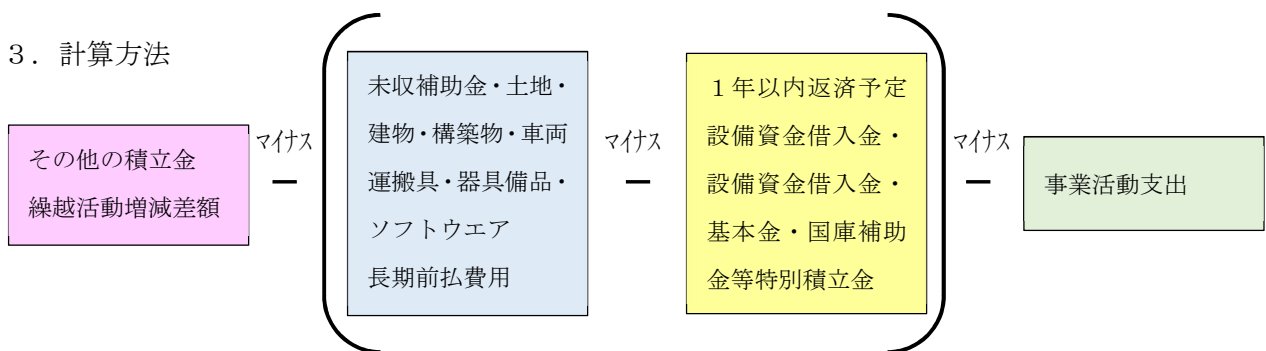 ３．計算方法
その他の積立金
繰越活動増減差額
マイナス
－
未収補助金・土地・
建物・構築物・車両
運搬具・器具備品・
ソフトウエア
長期前払費用
マイナス
－
１年以内返済予定
設備資金借入金・
設備資金借入金・
基本金・国庫補助
金等特別積立金
マイナス
－
事業活動支出